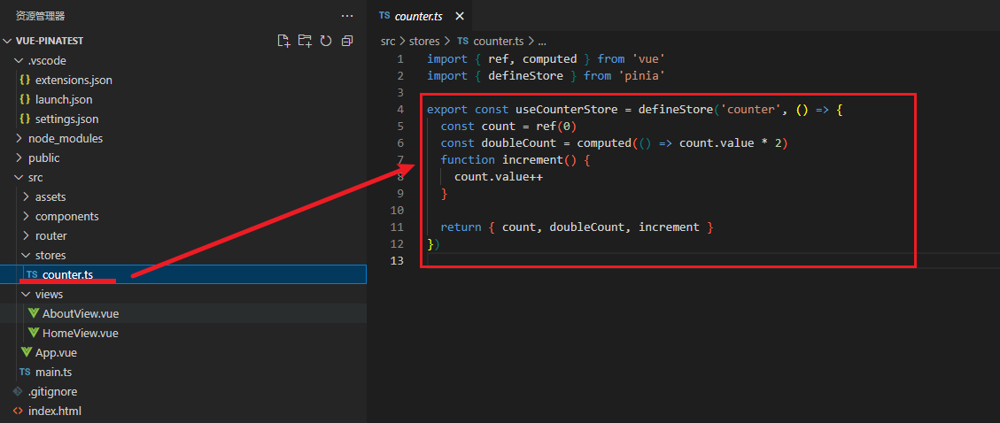 资源管理器
VUE-PINATEST
.vscode
{} extensions.json
{} launch.json
{} settings.json
node_modules
public
src
assets
components
router
stores
TS counter.ts
views
AboutView.vue
HomeView.vue
App.vue
TS main.ts
.gitignore
<> index.html
TS counter.ts
src > stores > TS counter.ts > ...
1 import { ref, computed } from 'vue'
2 import { defineStore } from 'pinia'
3
4 export const useCounterStore = defineStore('counter', () => {
5 const count = ref(0)
6 const doubleCount = computed(() => count.value * 2)
7 function increment() {
8 count.value++
9 }
10
11 return { count, doubleCount, increment }
12 })
13